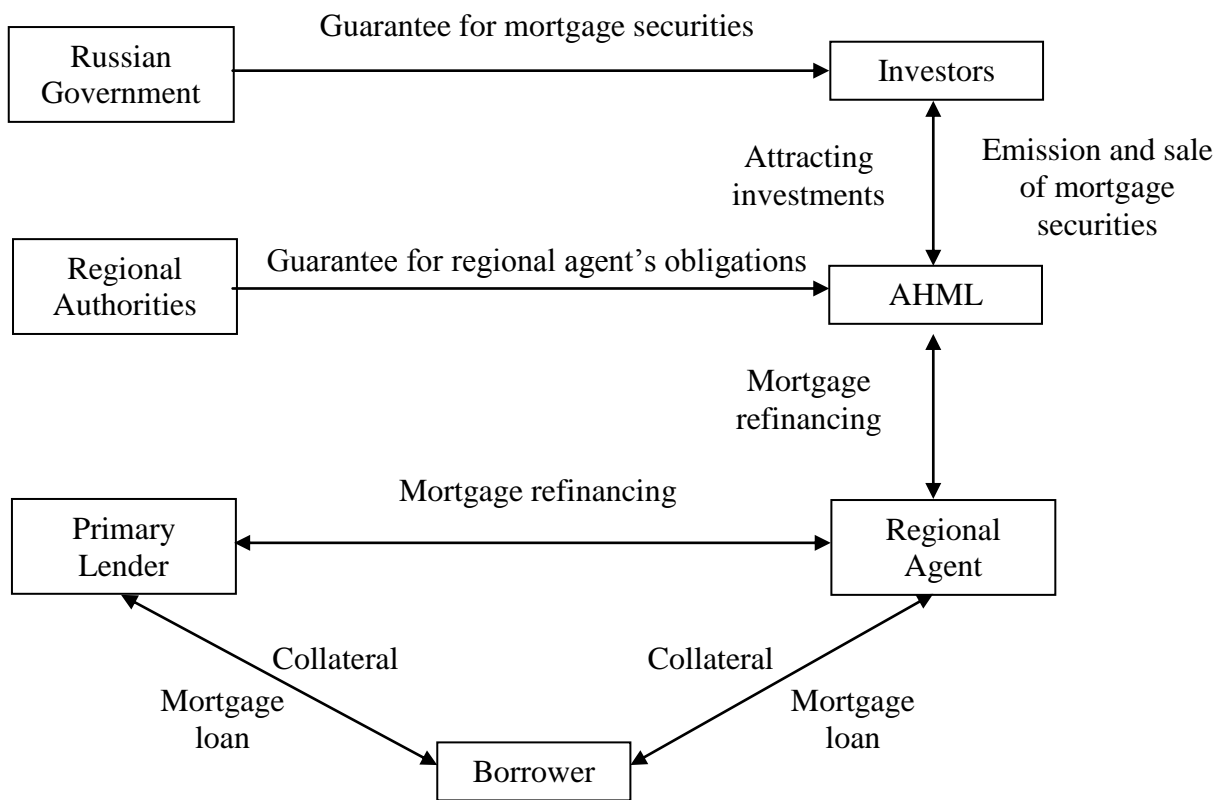 Guarantee for mortgage securities
Russian
Government
Investors
Attracting
investments
Emission and sale
of mortgage
securities
Regional
Authorities
Guarantee for regional agent’s obligations
AHML
Mortgage
refinancing
Primary
Lender
Mortgage refinancing
Regional
Agent
Collateral
Mortgage
loan
Collateral
Mortgage
loan
Borrower